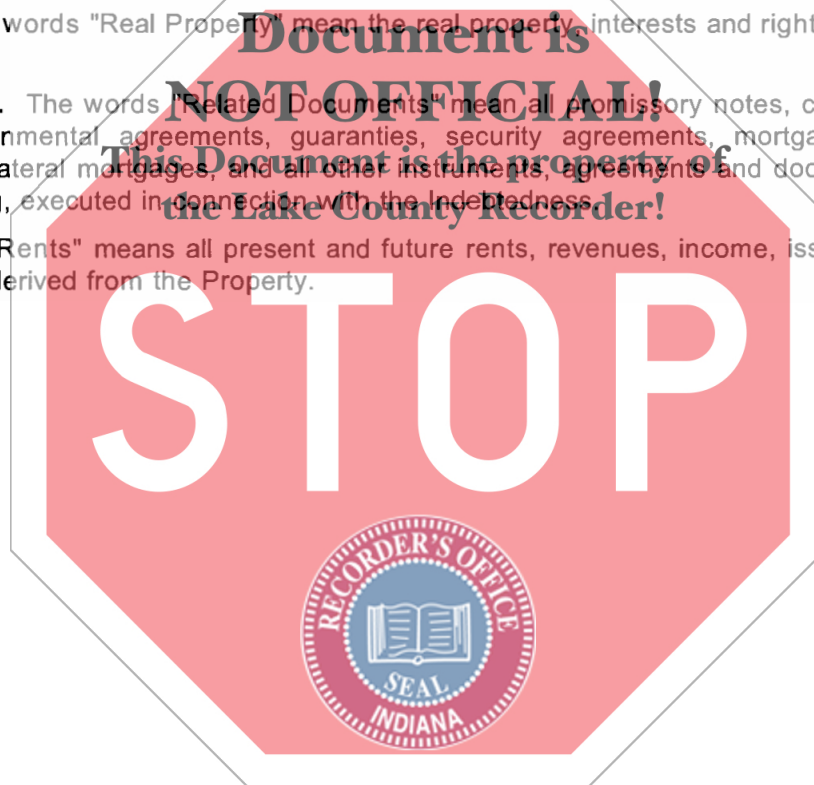 words "Real Property" mean the real property, interests and right
Document is
NOT OFFICIAL!
. The words "Related Documents" mean all promissory notes, c
nmental agreements, guaranties, security agreements, mortga
This Document is the property of
ateral mortgages, and all other instruments, agreements and doc
, executed in connection with the Indebtedness.
the Lake County Recorder!
Rents" means all present and future rents, revenues, income, iss
derived from the Property.
STOP
RECORDER'S OFFICE
SEAL
INDIANA